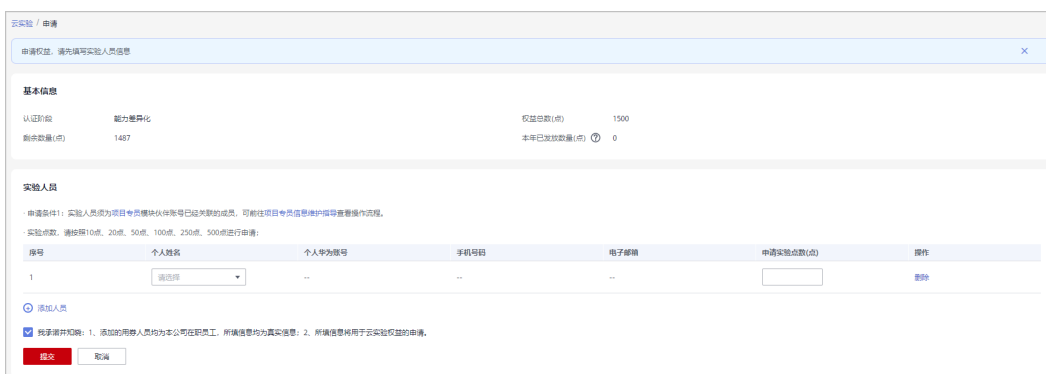 云实验 / 申请
申请权益，请先填写实验人员信息
基本信息
认证阶段 能力差异化 权益总数(点) 1500
剩余数量(点) 1487 本年已发放数量(点) ? 0
实验人员
· 申请条件1：实验人员须为项目专员模块伙伴账号已经关联的成员，可前往项目专员信息维护指导查看操作流程。
· 实验点数，请按照10点、20点、50点、100点、250点、500点进行申请；
序号 个人姓名 个人华为账号 手机号码 电子邮箱 申请实验点数(点) 操作
1 请选择 -- -- -- 删除
添加人员
我承诺并知晓：1、添加的用券人员均为本公司在职员工，所填信息均为真实信息；2、所填信息将用于云实验权益的申请。
提交 取消